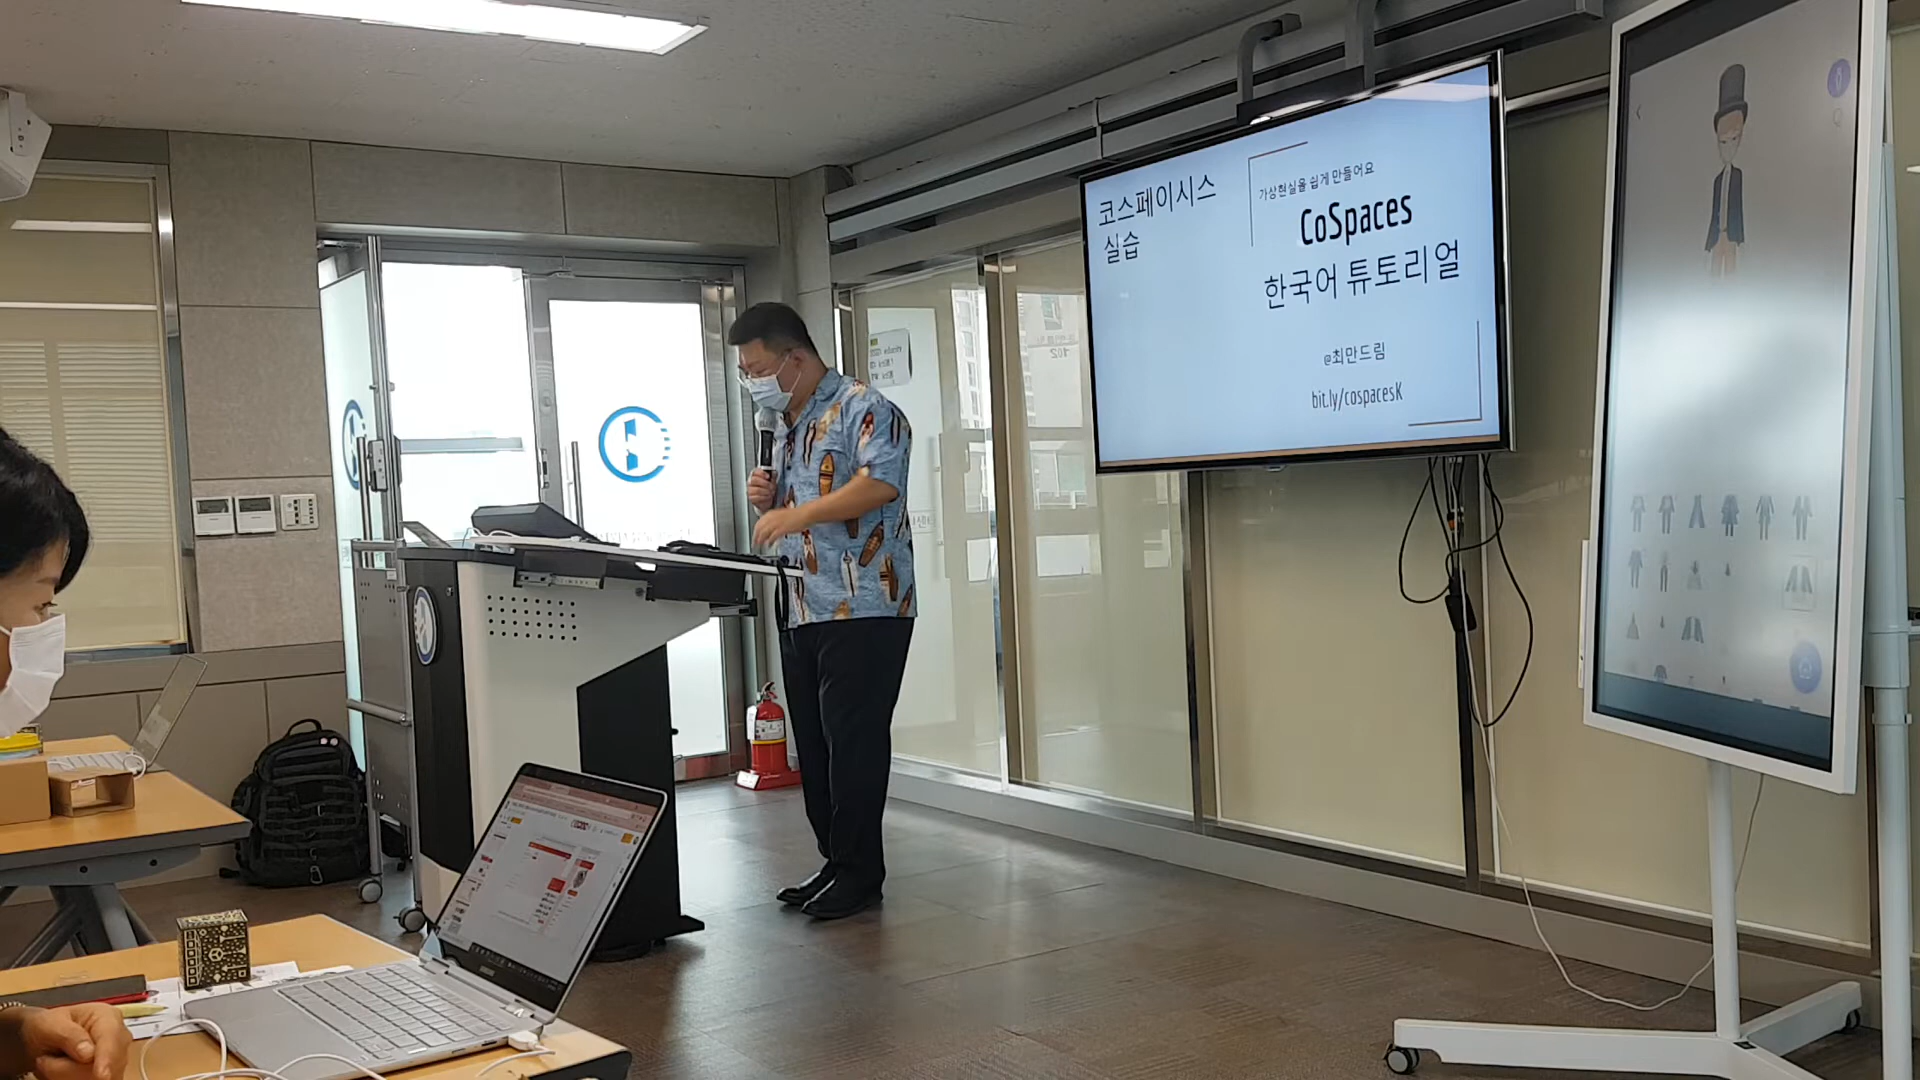 코스페이시스
실습
가상현실을 쉽게 만들어요
CoSpaces
한국어 튜토리얼
@최만드림
bit.ly/cospacesK